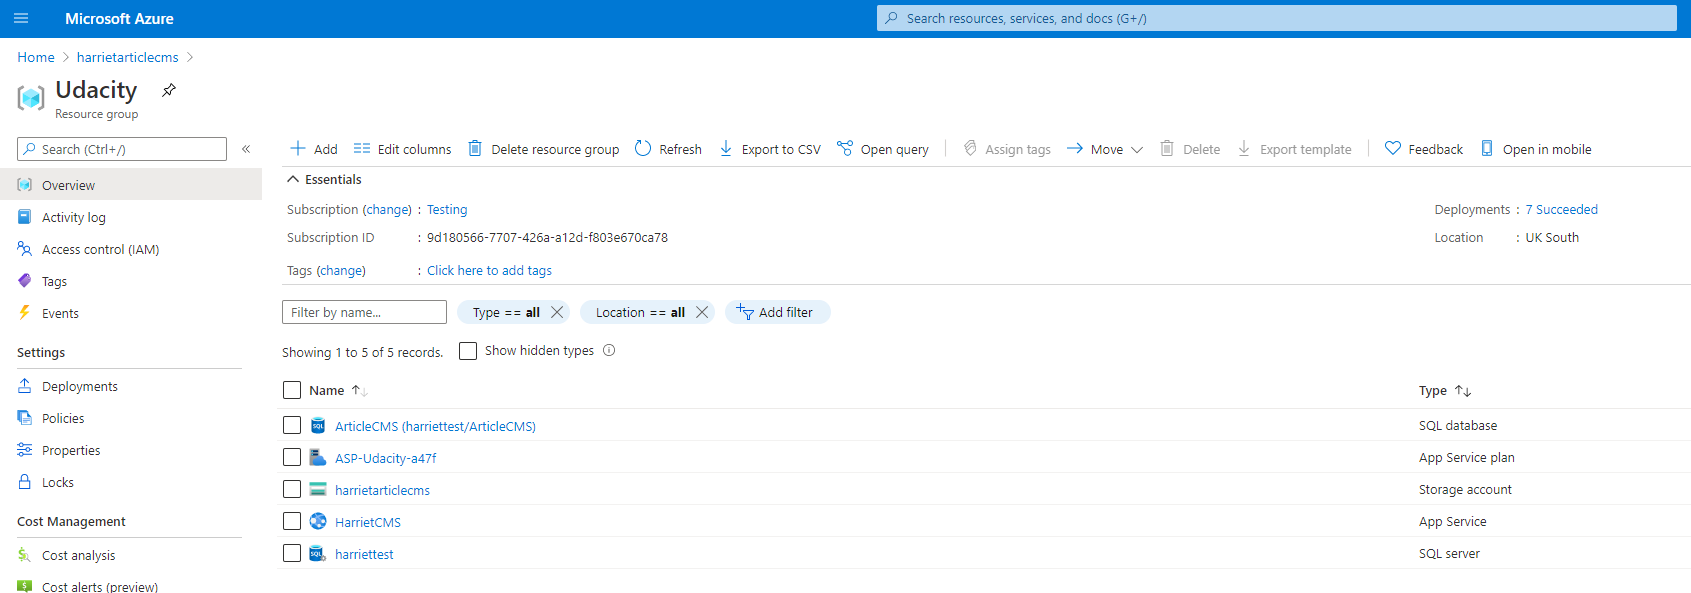 Microsoft Azure
Search resources, services, and docs (G+/)
Home > harrietarticlecms >
Udacity
Resource group
Search (Ctrl+/)
«
Add
Edit columns
Delete resource group
Refresh
Export to CSV
Open query
Assign tags
Move
Delete
Export template
Feedback
Open in mobile
Overview
Activity log
Access control (IAM)
Tags
Events
Settings
Deployments
Policies
Properties
Locks
Cost Management
Cost analysis
Cost alerts (preview)
Essentials
Subscription (change) : Testing
Subscription ID : 9d180566-7707-426a-a12d-f803e670ca78
Tags (change) : Click here to add tags
Deployments : 7 Succeeded
Location : UK South
Filter by name...
Type == all
Location == all
Add filter
Showing 1 to 5 of 5 records.
Show hidden types
Name ↑↓ Type ↑↓
ArticleCMS (harriettest/ArticleCMS) SQL database
ASP-Udacity-a47f App Service plan
harrietarticlecms Storage account
HarrietCMS App Service
harriettest SQL server